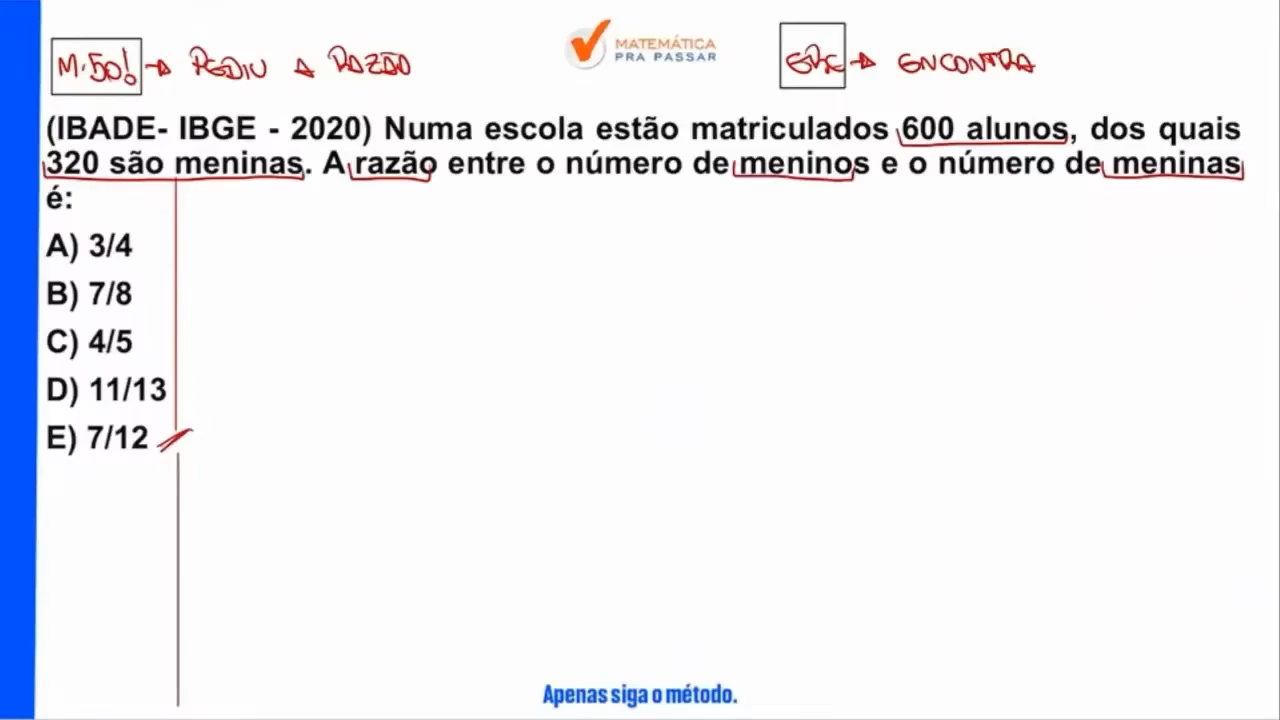 M.50! → PEDIU A RAZÃO
MATEMÁTICA
PRA PASSAR
→ ENCONTRA
(IBADE- IBGE - 2020) Numa escola estão matriculados 600 alunos, dos quais
320 são meninas. A razão entre o número de meninos e o número de meninas
é:
A) 3/4
B) 7/8
C) 4/5
D) 11/13
E) 7/12
Apenas siga o método.